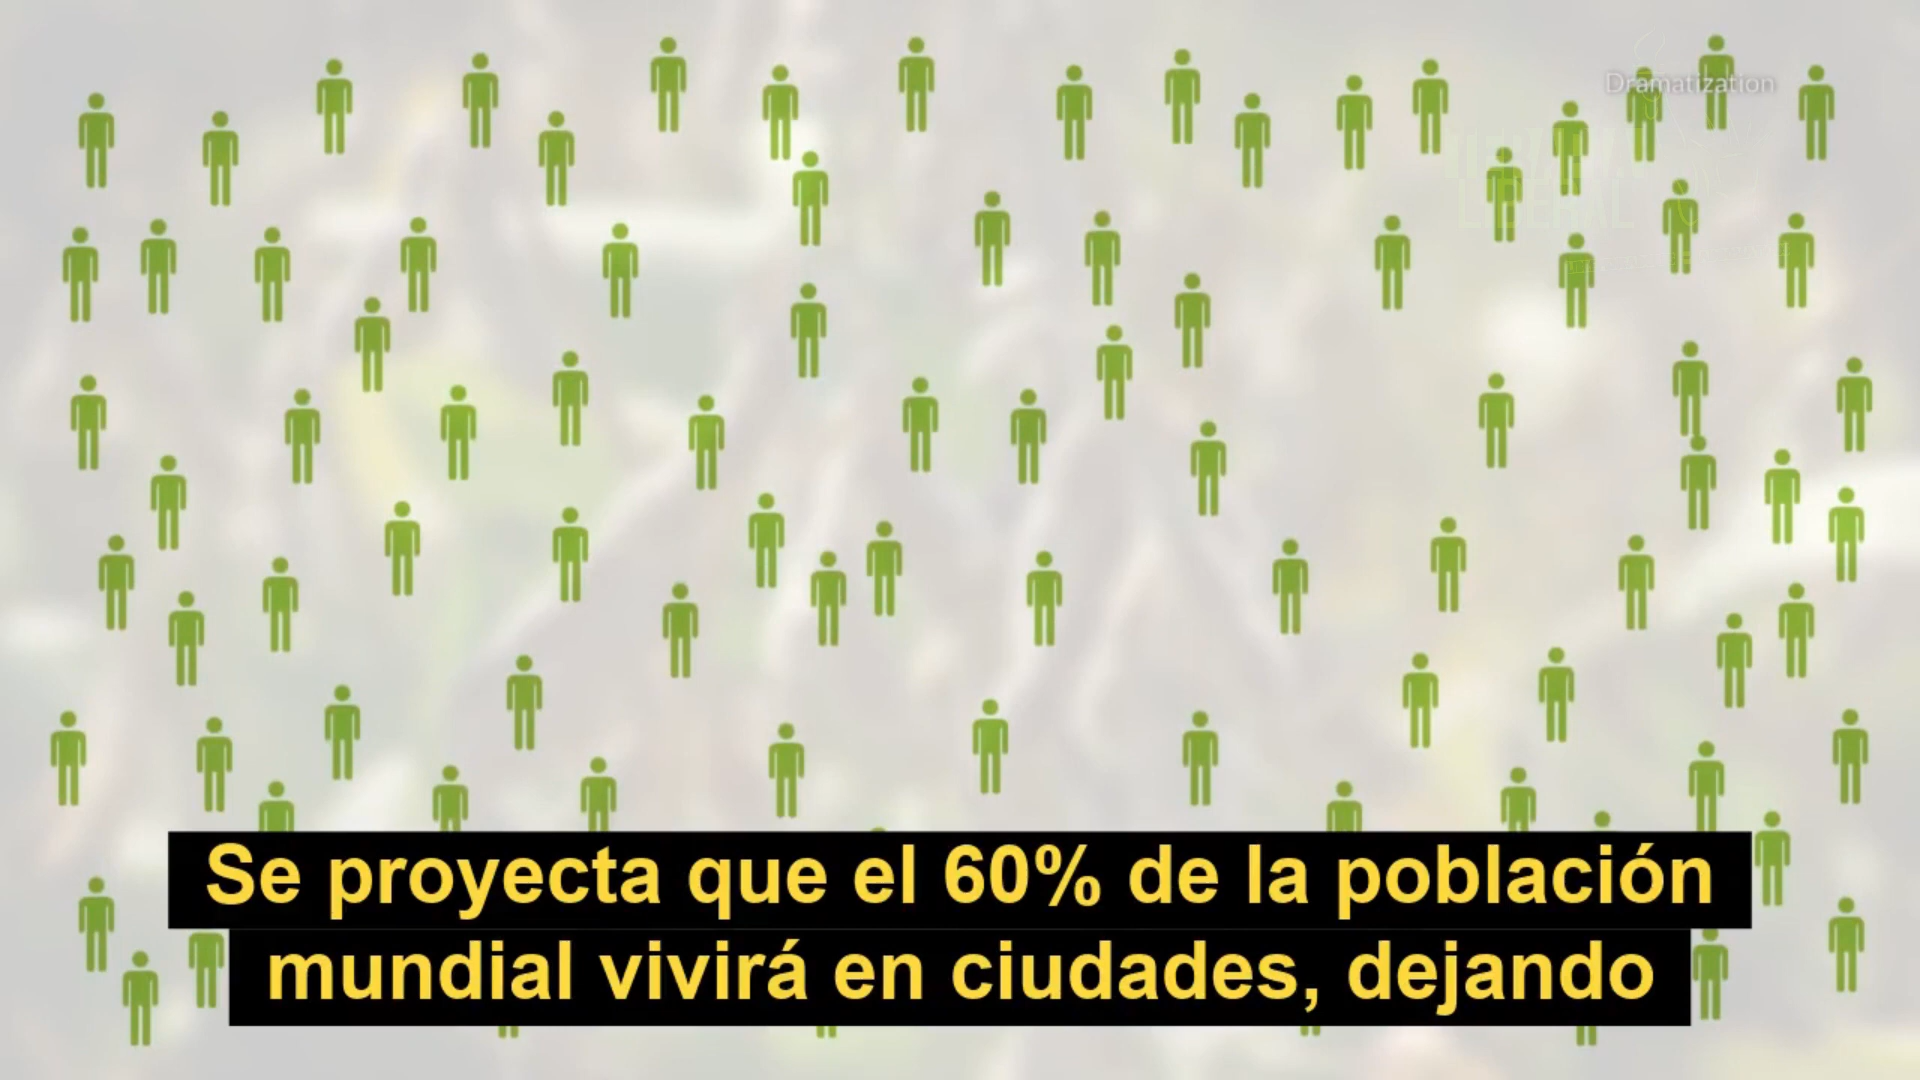 Dramatization
Se proyecta que el 60% de la población
mundial vivirá en ciudades, dejando